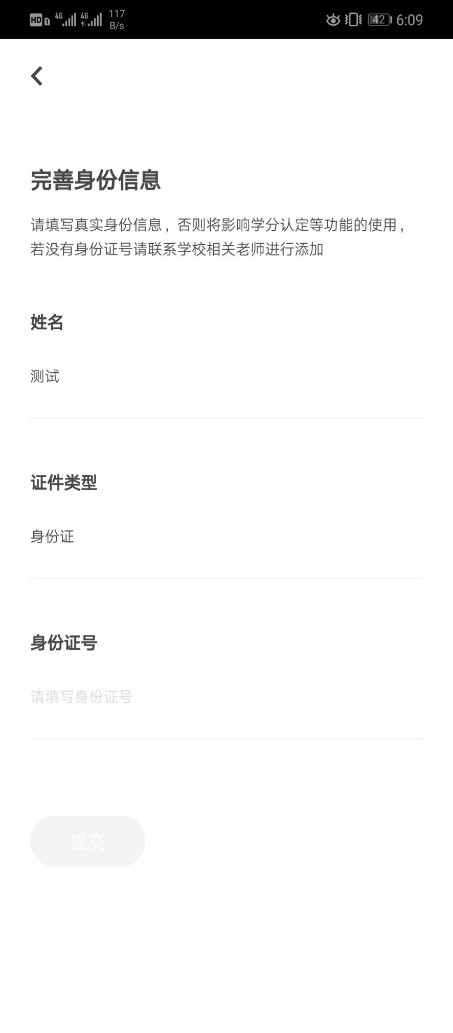 HD 4G 4G 117 B/s 42 6:09
完善身份信息
请填写真实身份信息，否则将影响学分认定等功能的使用，
若没有身份证号请联系学校相关老师进行添加
姓名
测试
证件类型
身份证
身份证号
请填写身份证号
提交